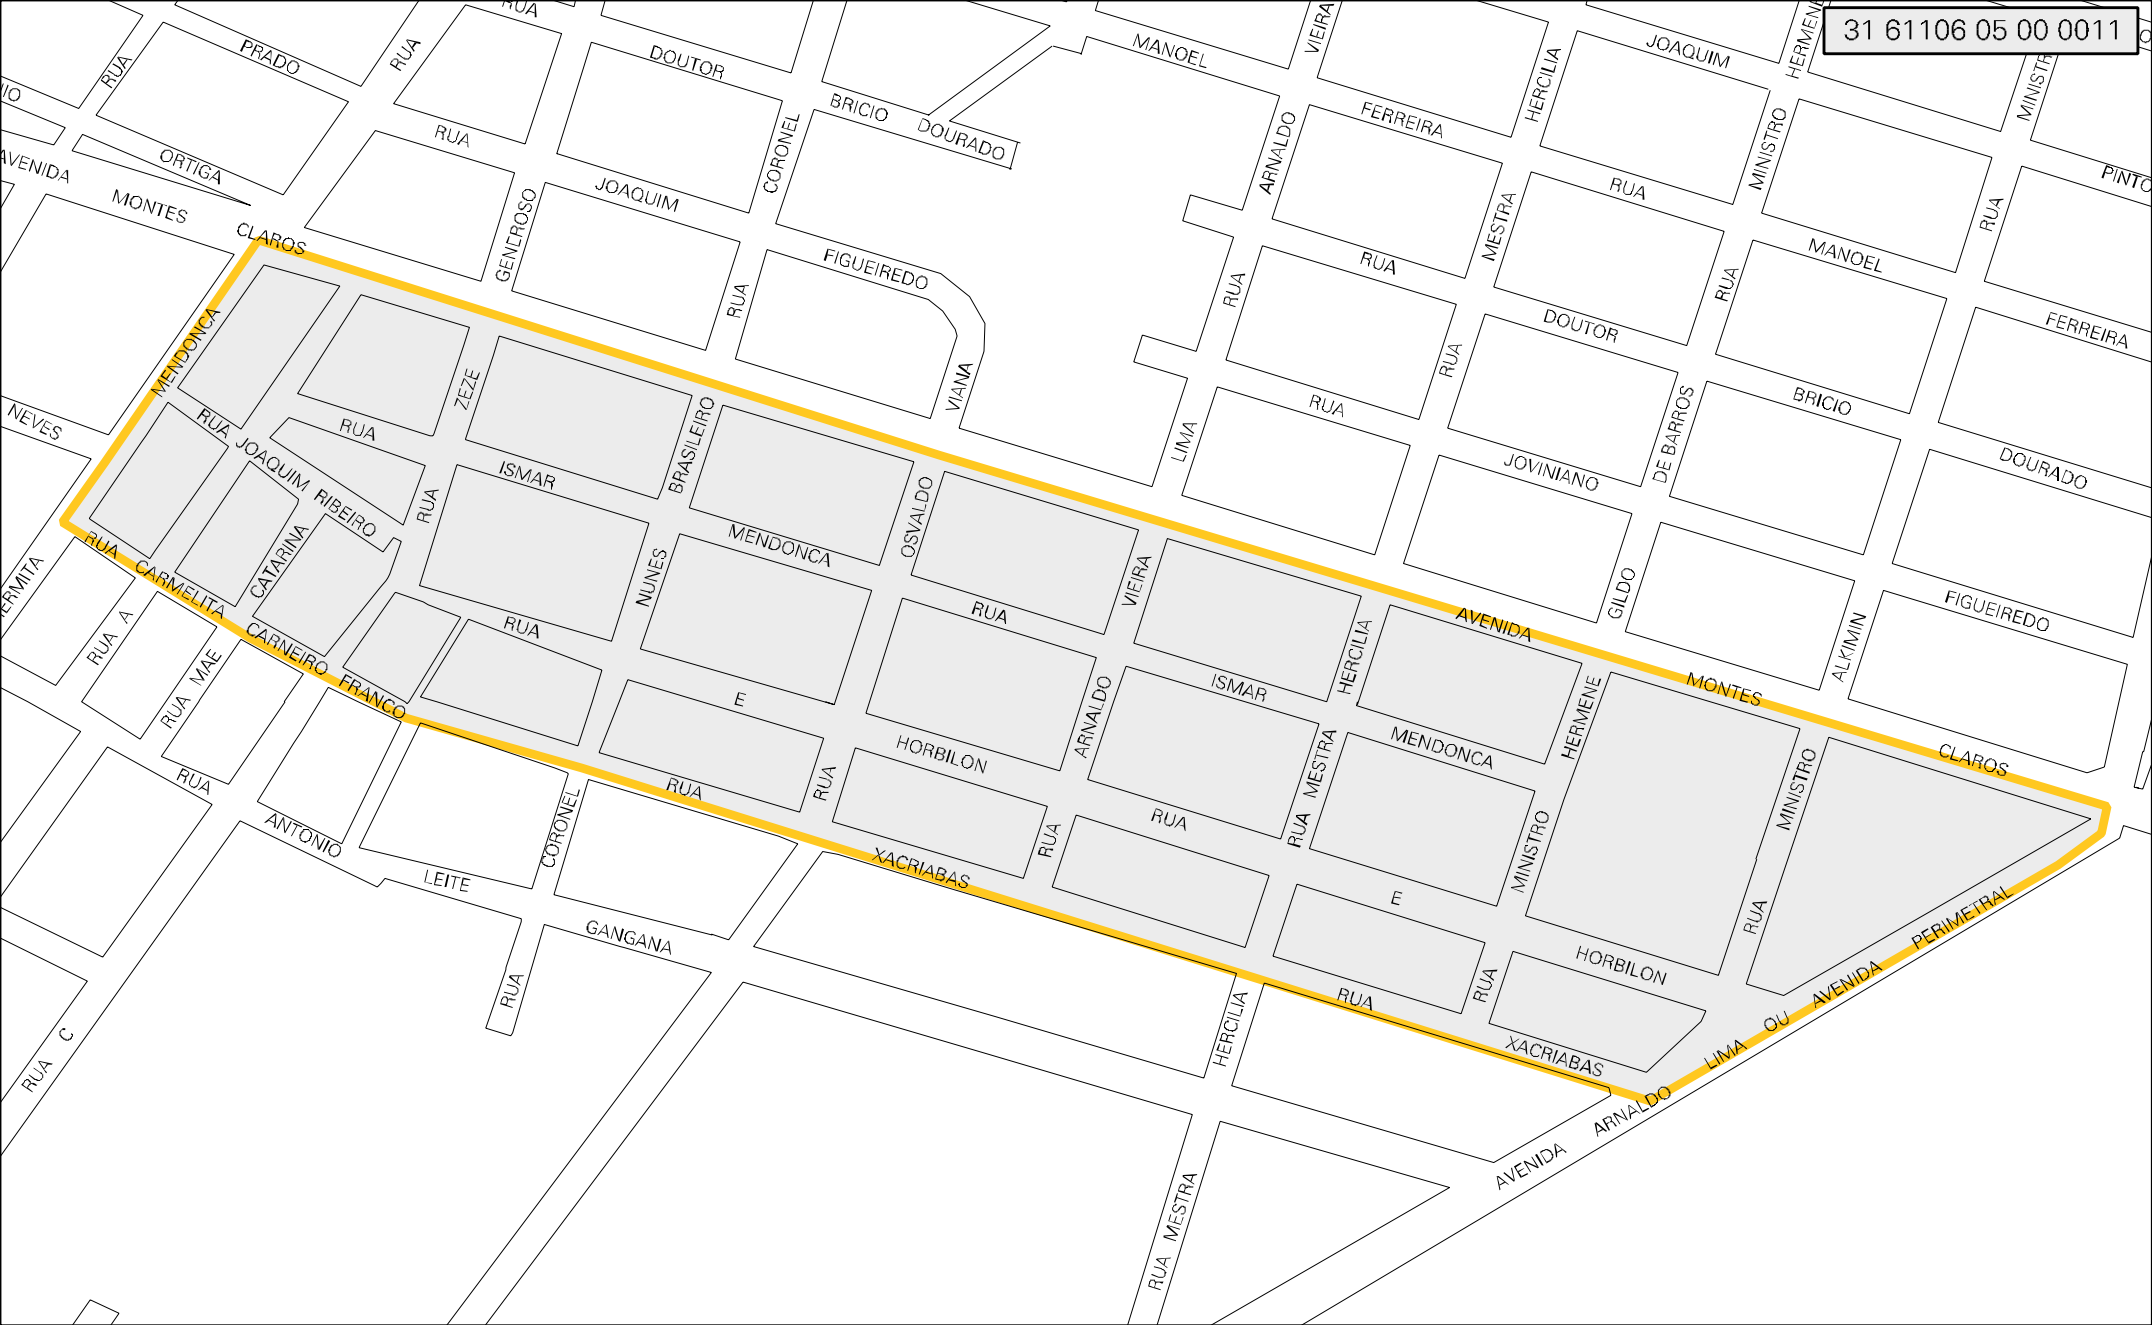 31 61106 05 00 0011
RUA
PRADO
RUA
RUA
DOUTOR
MANOEL
VIEIRA
JOAQUIM
HERMENE
HERCILIA
MINISTR
BRICIO
DOURADO
FERREIRA
MINISTRO
RUA
AVENIDA
ORTIGA
CORONEL
ARNALDO
PINTO
MONTES
JOAQUIM
RUA
CLAROS
GENEROSO
MESTRA
RUA
FIGUEIREDO
RUA
RUA
RUA
MANOEL
RUA
RUA
DOUTOR
FERREIRA
MENDONCA
ZEZE
VIANA
RUA
BRICIO
NEVES
RUA
RUA
BRASILEIRO
LIMA
RUA
DE BARROS
DOURADO
JOAQUIM
RIBEIRO
ISMAR
JOVINIANO
RUA
OSVALDO
MENDONCA
RUA
CARMELITA
CATARINA
NUNES
VIEIRA
GILDO
FIGUEIREDO
ERMITA
RUA
RUA
AVENIDA
ALKIMIN
RUA A
CARNEIRO
FRANCO
HERCILIA
ISMAR
MONTES
RUA MAE
E
ARNALDO
HERMENE
CLAROS
HORBILON
MENDONCA
RUA
RUA
RUA
RUA MESTRA
MINISTRO
ANTONIO
CORONEL
RUA
RUA
MINISTRO
LEITE
XACRIABAS
E
RUA
PERIMETRAL
GANGANA
HORBILON
RUA
RUA
RUA
AVENIDA
RUA C
HERCILIA
XACRIABAS
OU
LIMA
ARNALDO
AVENIDA
RUA MESTRA